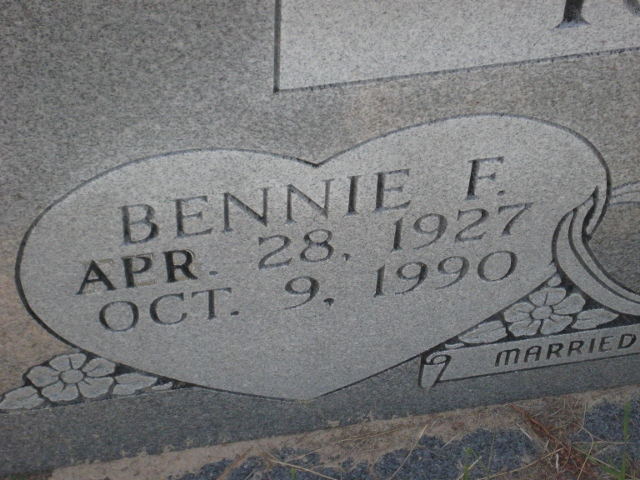 BENNIE F.
APR. 28, 1927
OCT. 9, 1990
MARRIED